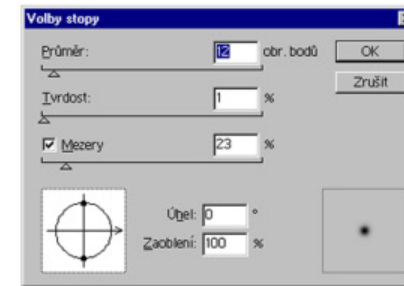 Volby stopy
Průměr: 12 obr. bodů
OK
Zrušit
Tvrdost: 1 %
Mezery 23 %
Úhel: 0 °
Zaoblení: 100 %